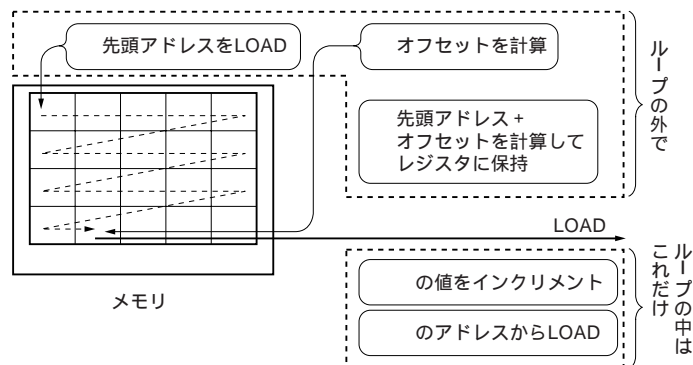 先頭アドレスをLOAD
オフセットを計算
先頭アドレス +
オフセットを計算して
レジスタに保持
ループの外で
LOAD
メモリ
の値をインクリメント
のアドレスからLOAD
ループの中は
これだけ